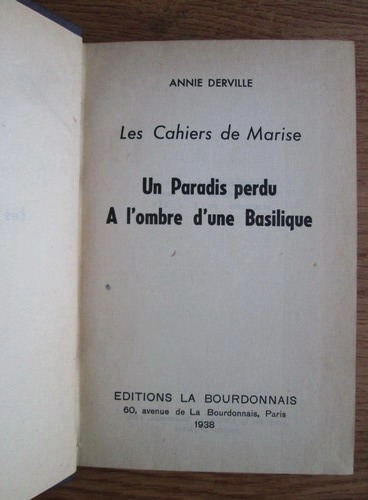 ANNIE DERVILLE
Les Cahiers de Marise
Un Paradis perdu
A l'ombre d'une Basilique
EDITIONS LA BOURDONNAIS
60, avenue de La Bourdonnais, Paris
1938